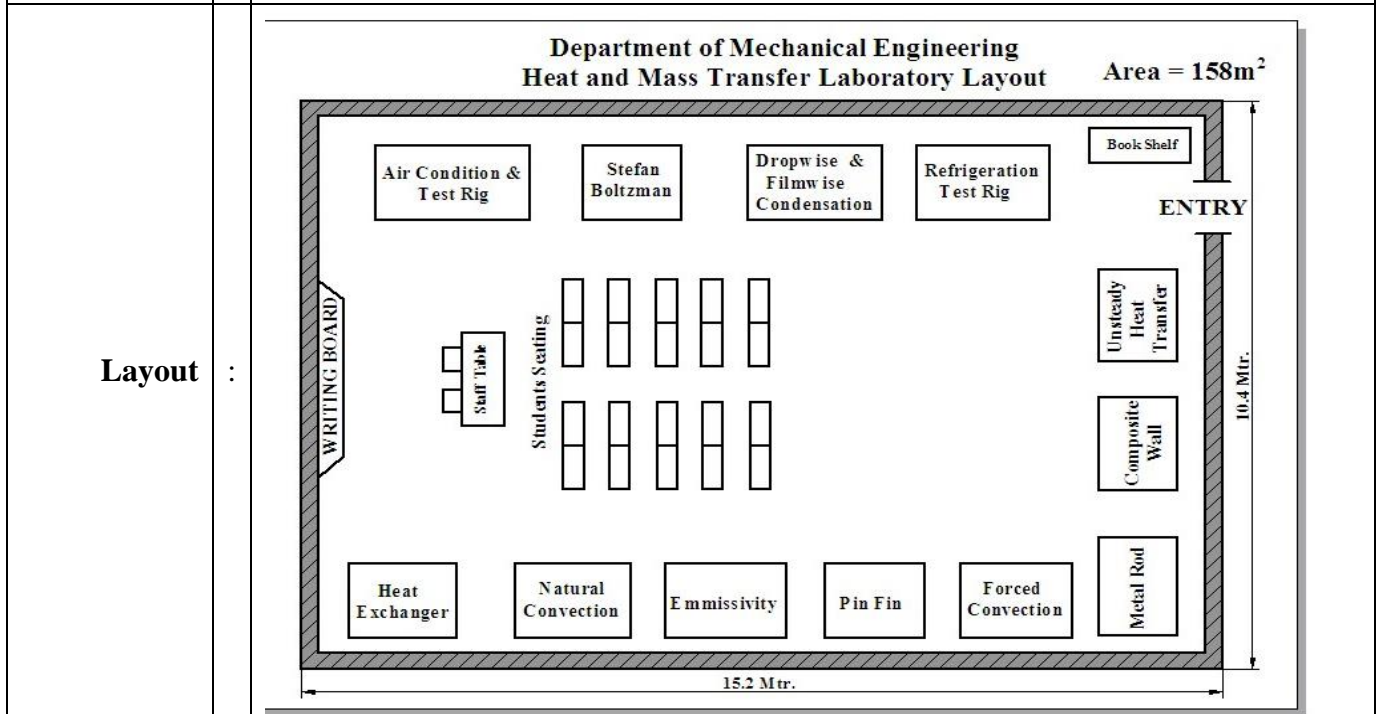 Department of Mechanical Engineering
Heat and Mass Transfer Laboratory Layout
Area = 158m²
Book Shelf
Air Condition &
Test Rig
Stefan
Boltzman
Dropwise &
Filmwise
Condensation
Refrigeration
Test Rig
ENTRY
Layout :
WRITING BOARD
Staff Table
Students Seating
Unsteady
Heat
Transfer
Composite
Wall
10.4 Mtr.
Heat
Exchanger
Natural
Convection
Emmissivity
Pin Fin
Forced
Convection
Metal Rod
15.2 Mtr.